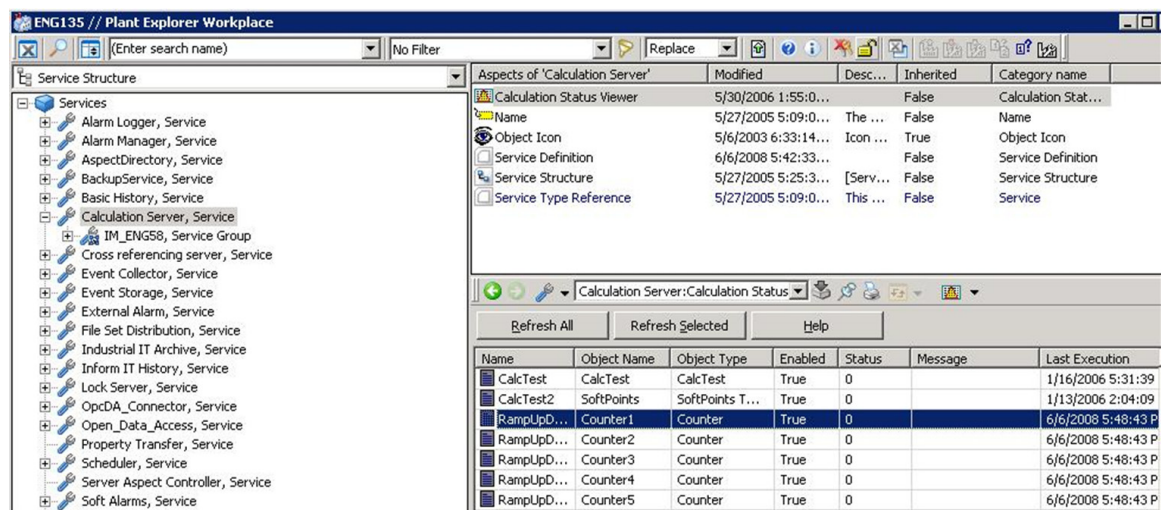 ENG135 // Plant Explorer Workplace
(Enter search name) No Filter Replace
Service Structure
Services
Alarm Logger, Service
Alarm Manager, Service
AspectDirectory, Service
BackupService, Service
Basic History, Service
Calculation Server, Service
IM_ENG58, Service Group
Cross referencing server, Service
Event Collector, Service
Event Storage, Service
External Alarm, Service
File Set Distribution, Service
Industrial IT Archive, Service
Inform IT History, Service
Lock Server, Service
OpcDA_Connector, Service
Open_Data_Access, Service
Property Transfer, Service
Scheduler, Service
Server Aspect Controller, Service
Soft Alarms, Service
Aspects of 'Calculation Server' Modified Desc... Inherited Category name
Calculation Status Viewer 5/30/2006 1:55:0... False Calculation Stat...
Name 5/27/2005 5:09:0... The ... False Name
Object Icon 5/6/2003 6:33:14... Icon ... True Object Icon
Service Definition 6/6/2008 5:42:33... False Service Definition
Service Structure 5/27/2005 5:25:3... [Serv... False Service Structure
Service Type Reference 5/27/2005 5:09:0... This ... False Service
Calculation Server:Calculation Status
Refresh All Refresh Selected Help
Name Object Name Object Type Enabled Status Message Last Execution
CalcTest CalcTest CalcTest True 0 1/16/2006 5:31:39
CalcTest2 SoftPoints SoftPoints T... True 0 1/13/2006 2:04:09
RampUpD... Counter1 Counter True 0 6/6/2008 5:48:43 P
RampUpD... Counter2 Counter True 0 6/6/2008 5:48:43 P
RampUpD... Counter3 Counter True 0 6/6/2008 5:48:43 P
RampUpD... Counter4 Counter True 0 6/6/2008 5:48:43 P
RampUpD... Counter5 Counter True 0 6/6/2008 5:48:43 P